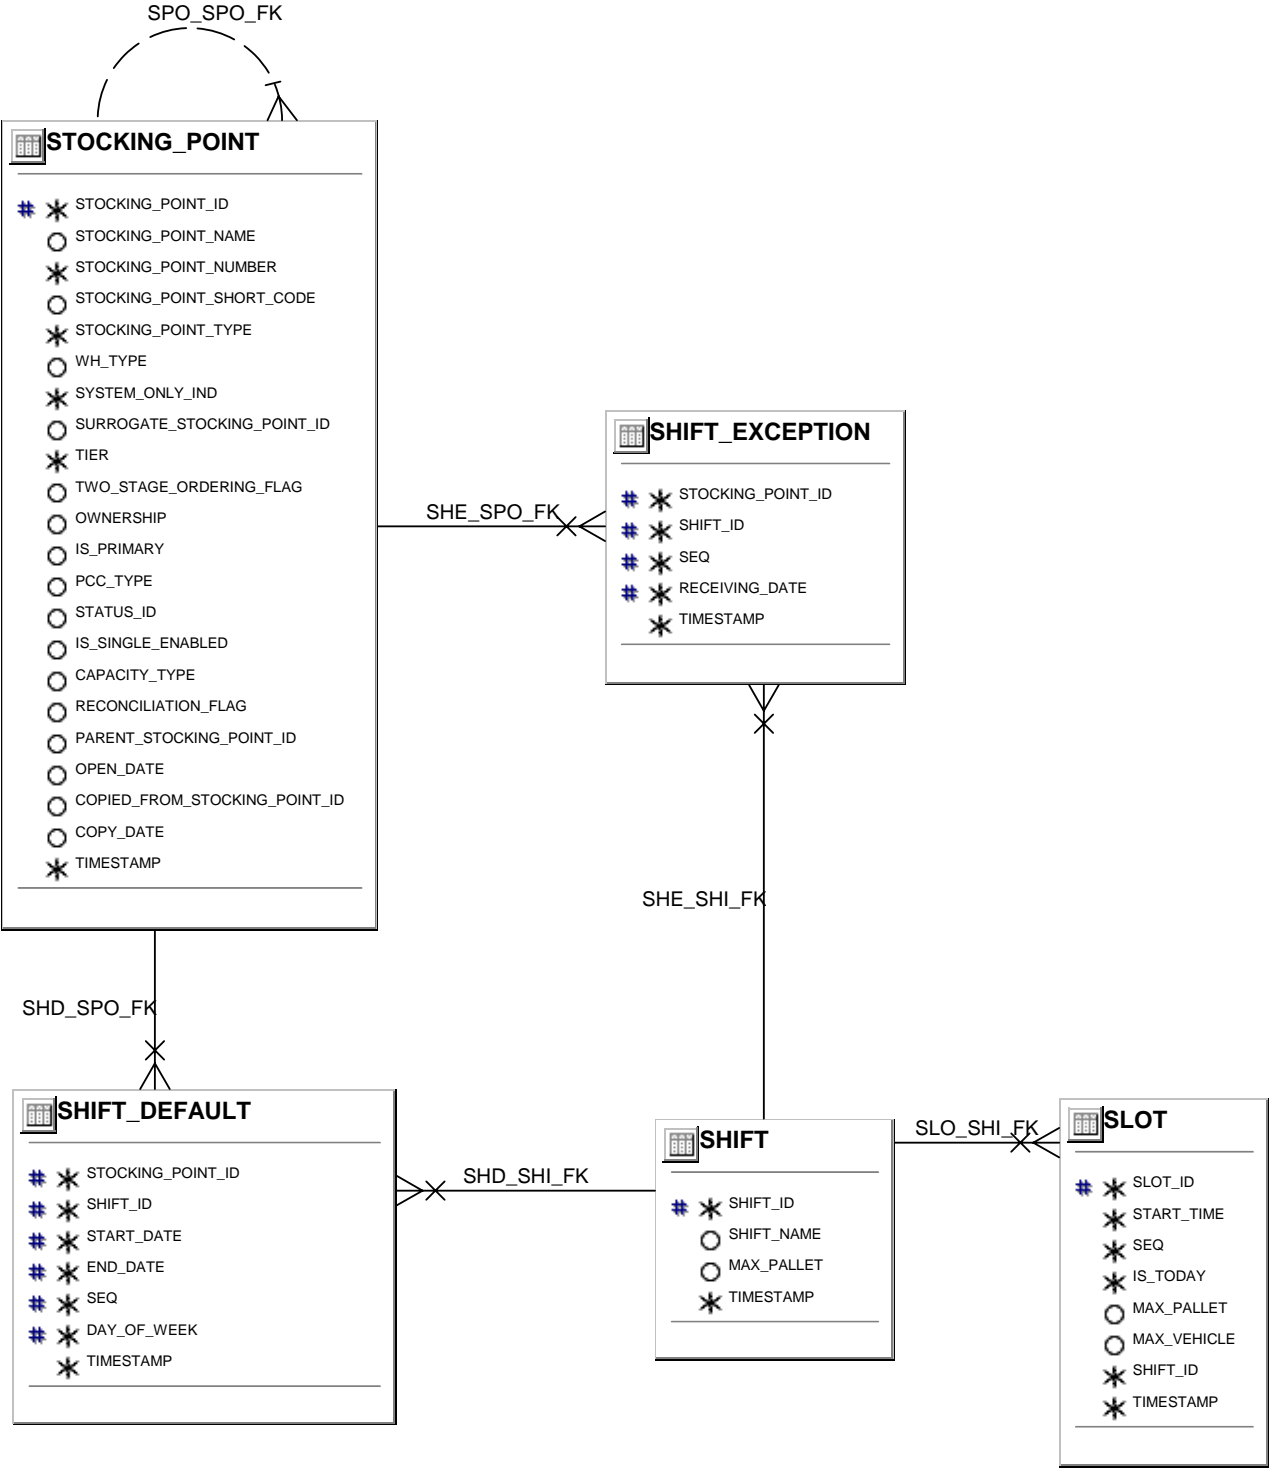 SPO_SPO_FK
STOCKING_POINT
# STOCKING_POINT_ID
STOCKING_POINT_NAME
STOCKING_POINT_NUMBER
STOCKING_POINT_SHORT_CODE
STOCKING_POINT_TYPE
WH_TYPE
SYSTEM_ONLY_IND
SURROGATE_STOCKING_POINT_ID
TIER
TWO_STAGE_ORDERING_FLAG
OWNERSHIP
IS_PRIMARY
PCC_TYPE
STATUS_ID
IS_SINGLE_ENABLED
CAPACITY_TYPE
RECONCILIATION_FLAG
PARENT_STOCKING_POINT_ID
OPEN_DATE
COPIED_FROM_STOCKING_POINT_ID
COPY_DATE
TIMESTAMP
SHE_SPO_FK
SHIFT_EXCEPTION
# STOCKING_POINT_ID
# SHIFT_ID
# SEQ
# RECEIVING_DATE
TIMESTAMP
SHE_SHI_FK
SHD_SPO_FK
SHIFT_DEFAULT
# STOCKING_POINT_ID
# SHIFT_ID
# START_DATE
# END_DATE
# SEQ
# DAY_OF_WEEK
TIMESTAMP
SHD_SHI_FK
SHIFT
# SHIFT_ID
SHIFT_NAME
MAX_PALLET
TIMESTAMP
SLO_SHI_FK
SLOT
# SLOT_ID
START_TIME
SEQ
IS_TODAY
MAX_PALLET
MAX_VEHICLE
SHIFT_ID
TIMESTAMP